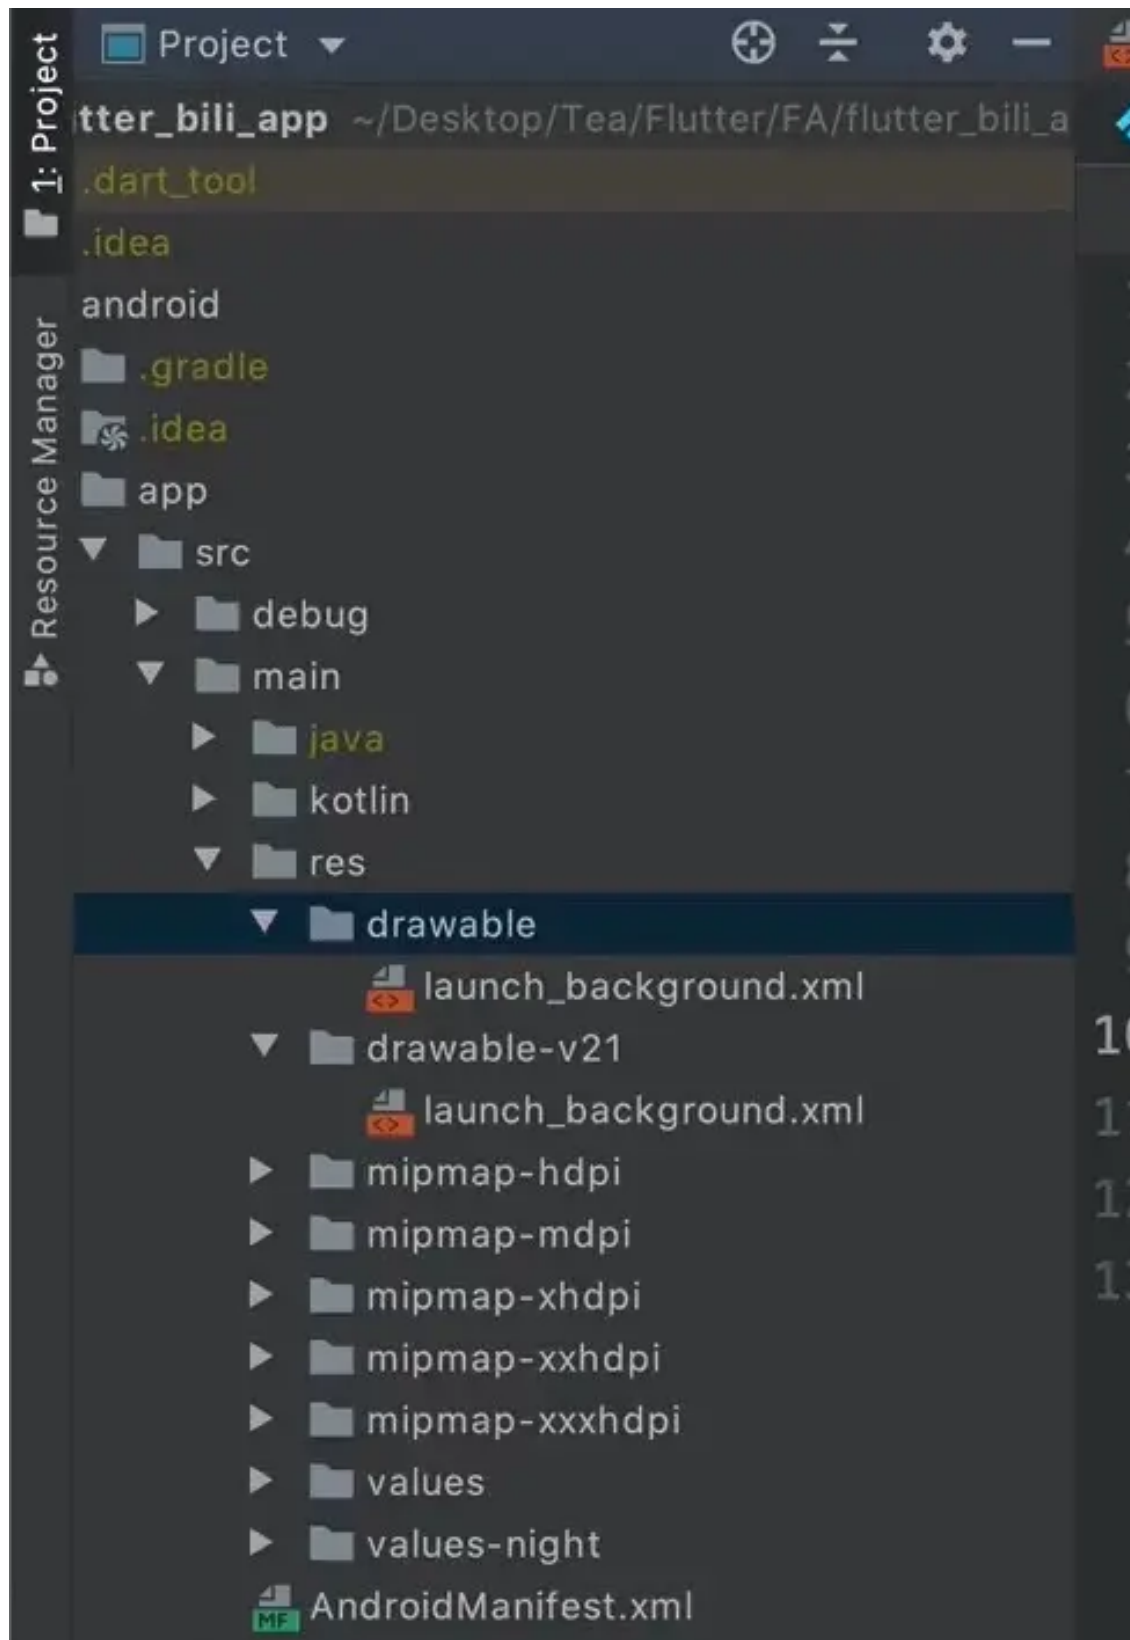 Project
1: Project
Resource Manager
tter_bili_app ~/Desktop/Tea/Flutter/FA/flutter_bili_a
.dart_tool
.idea
android
.gradle
.idea
app
src
debug
main
java
kotlin
res
drawable
launch_background.xml
drawable-v21
launch_background.xml
mipmap-hdpi
mipmap-mdpi
mipmap-xhdpi
mipmap-xxhdpi
mipmap-xxxhdpi
values
values-night
MF AndroidManifest.xml